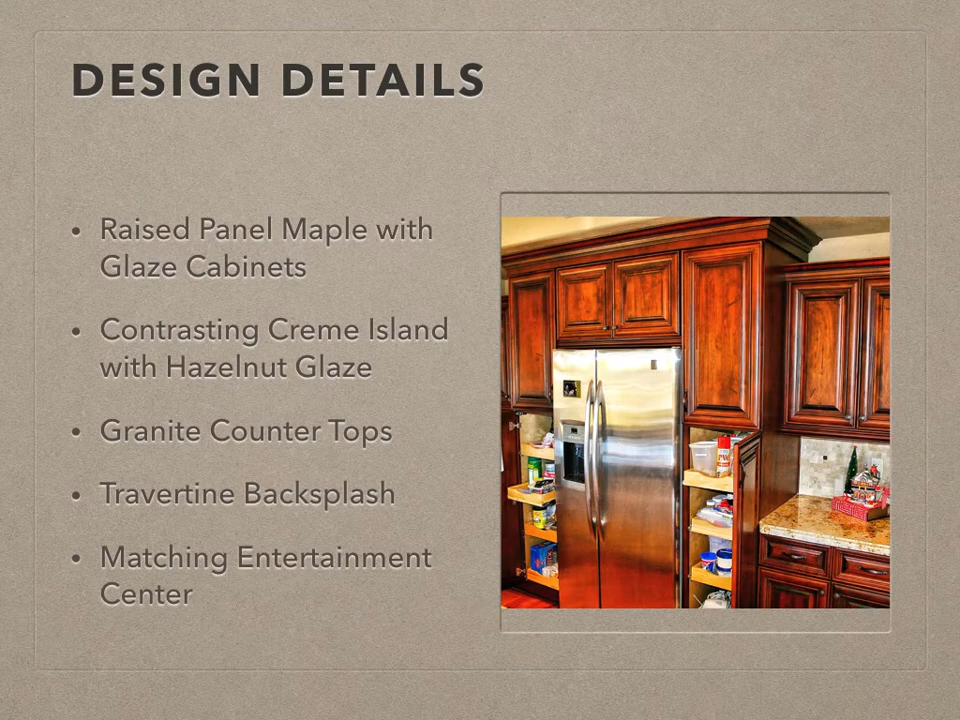 DESIGN DETAILS
• Raised Panel Maple with
Glaze Cabinets
• Contrasting Creme Island
with Hazelnut Glaze
• Granite Counter Tops
• Travertine Backsplash
• Matching Entertainment
Center